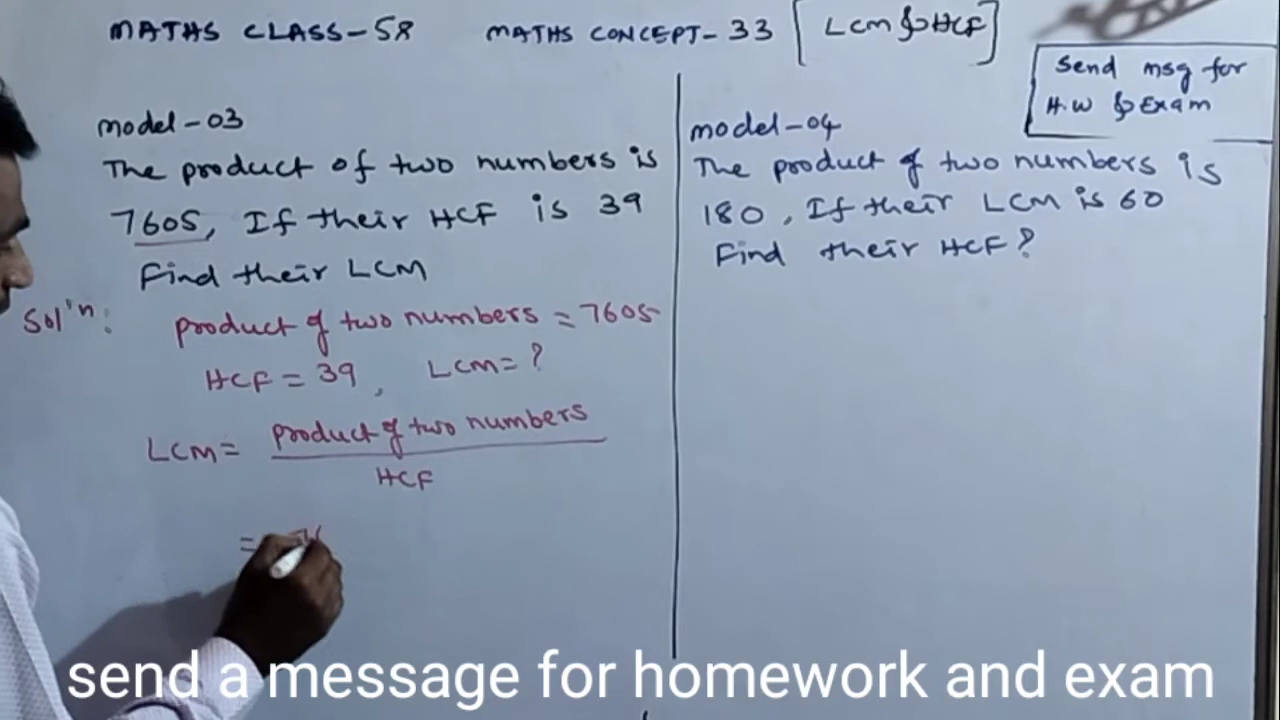 MATHS CLASS-58 MATHS CONCEPT-33 [LCM & HCF]
Send msg for
H.W & Exam
model-03
The product of two numbers is
7605, If their HCF is 39
Find their LCM
Sol'n:
product of two numbers = 7605
HCF = 39, LCM = ?
LCM = product of two numbers
HCF
= 76
model-04
The product of two numbers is
180, If their LCM is 60
Find their HCF?
send a message for homework and exam